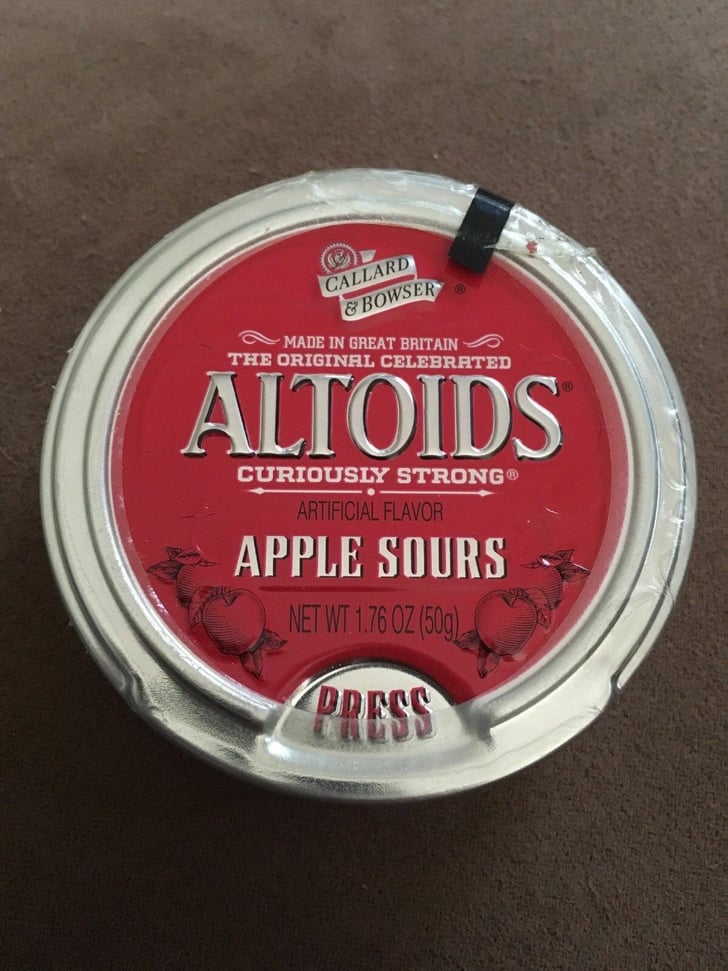 CALLARD
& BOWSER®
MADE IN GREAT BRITAIN
THE ORIGINAL CELEBRATED
ALTOIDS®
CURIOUSLY STRONG®
ARTIFICIAL FLAVOR
APPLE SOURS
NET WT. 1.76 OZ (50g)
PRESS